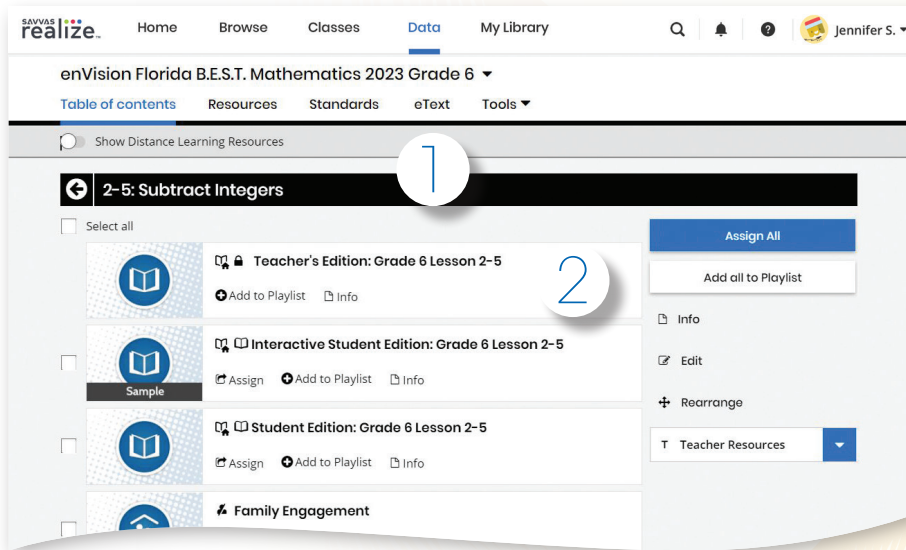 SAVVAS
realize™ Home Browse Classes Data My Library ? Jennifer S.
enVision Florida B.E.S.T. Mathematics 2023 Grade 6
Table of contents Resources Standards eText Tools
Show Distance Learning Resources
1
2-5: Subtract Integers
Select all
Assign All
Teacher's Edition: Grade 6 Lesson 2-5
2
Add to Playlist Info
Add all to Playlist
Info
Interactive Student Edition: Grade 6 Lesson 2-5
Edit
Assign Add to Playlist Info
Sample
Rearrange
Student Edition: Grade 6 Lesson 2-5
T Teacher Resources
Assign Add to Playlist Info
Family Engagement